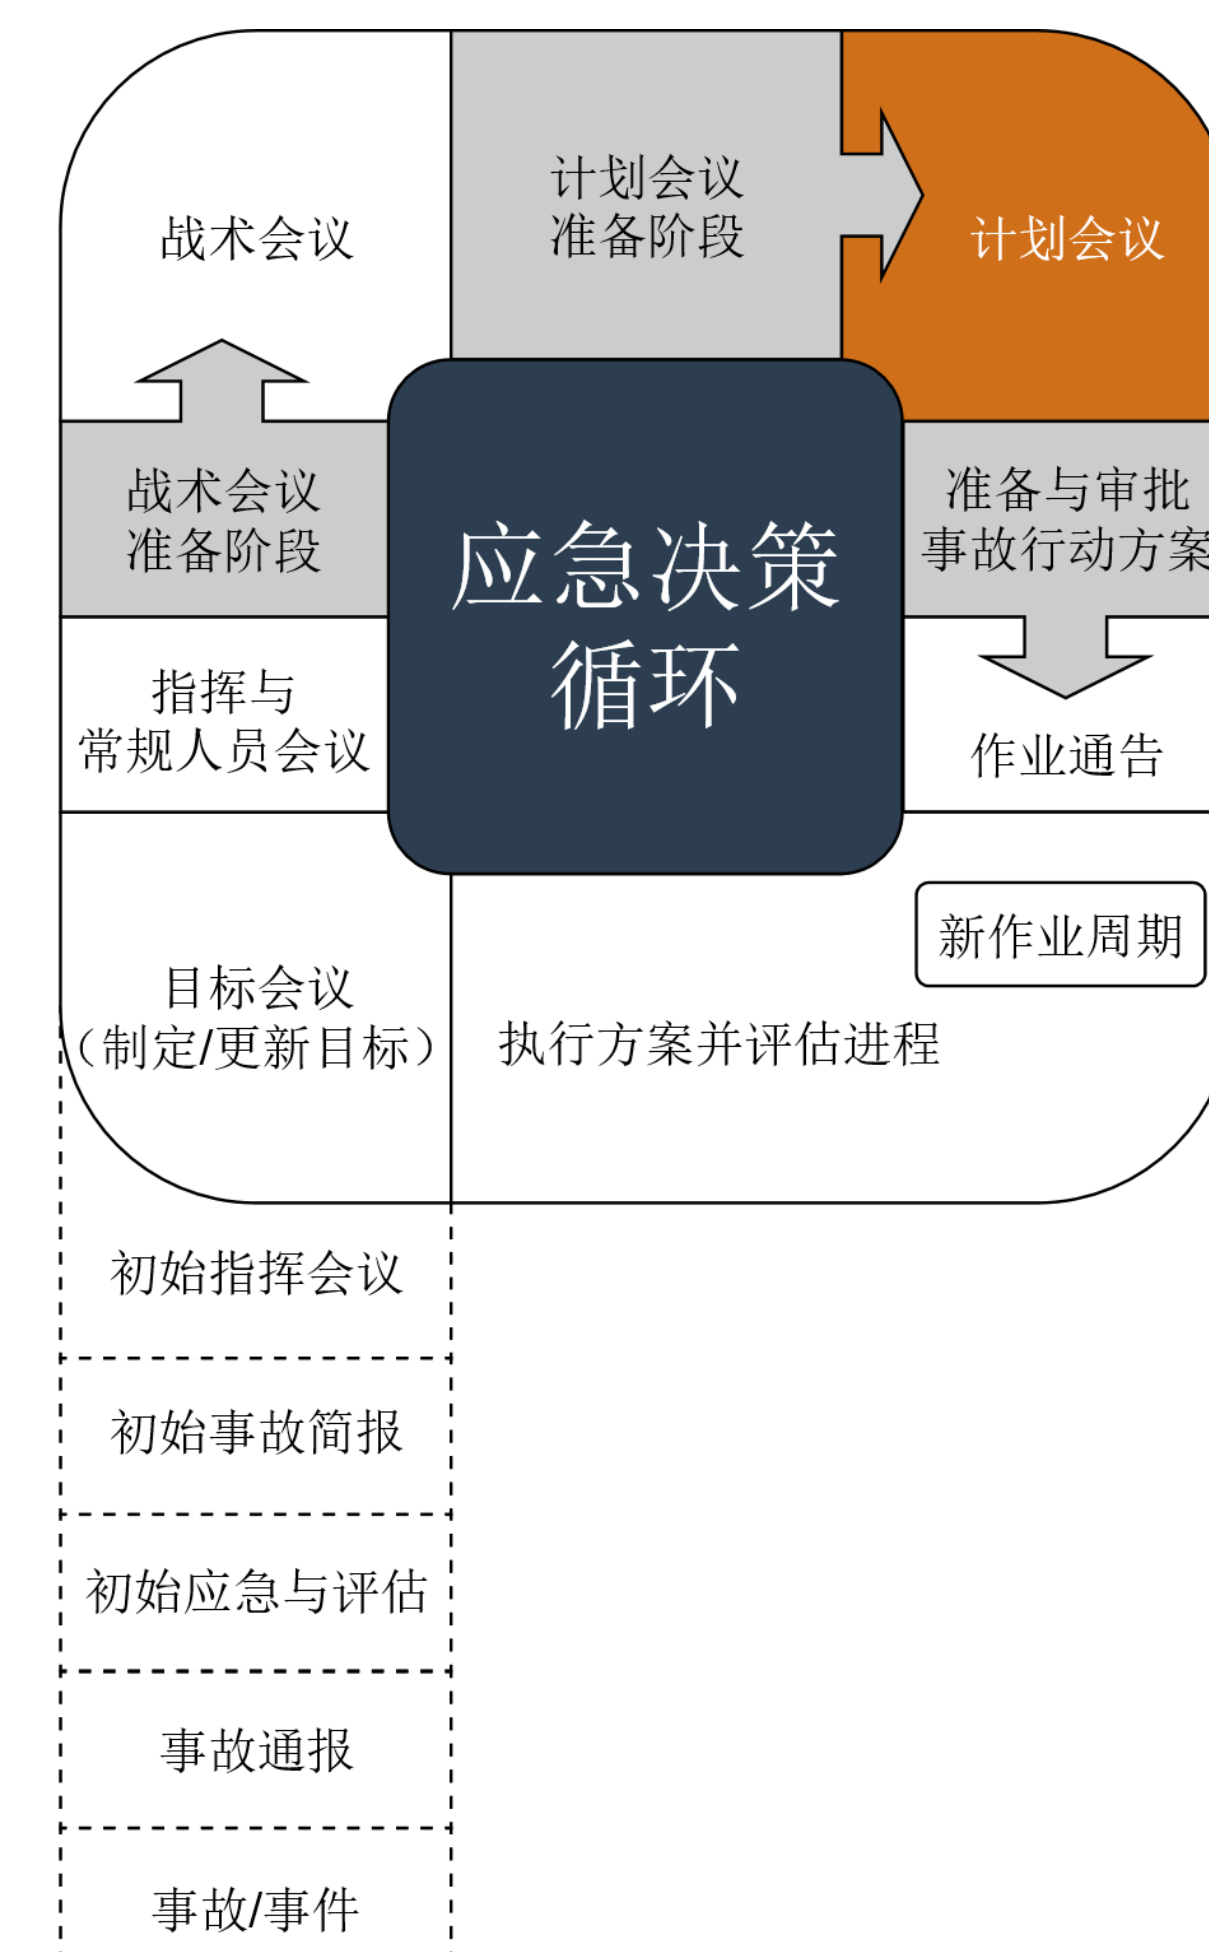 战术会议
计划会议
准备阶段
计划会议
战术会议
准备阶段
应急决策
循环
准备与审批
事故行动方案
指挥与
常规人员会议
作业通告
新作业周期
目标会议
（制定/更新目标）
执行方案并评估进程
初始指挥会议
初始事故简报
初始应急与评估
事故通报
事故/事件